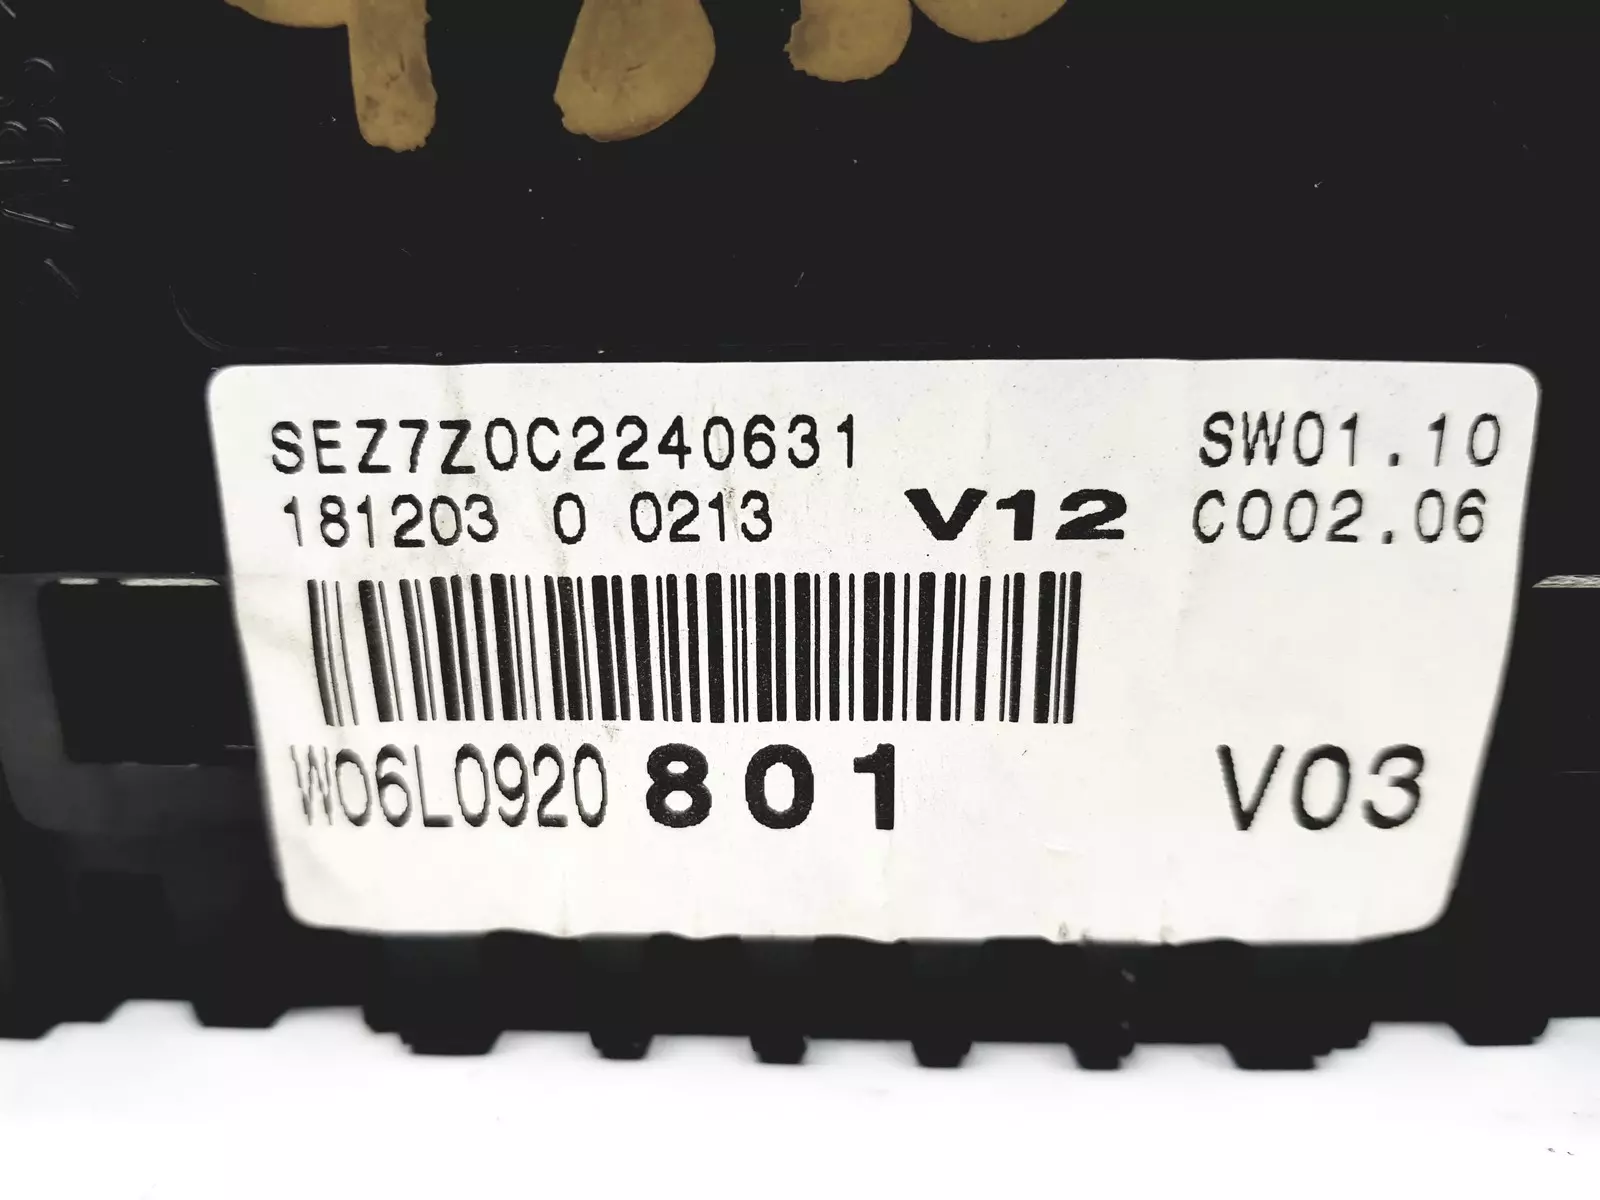 SEZ7Z0C2240631 SW01.10
181203 0 0213 V12 C002.06
W06L0920 801 V03